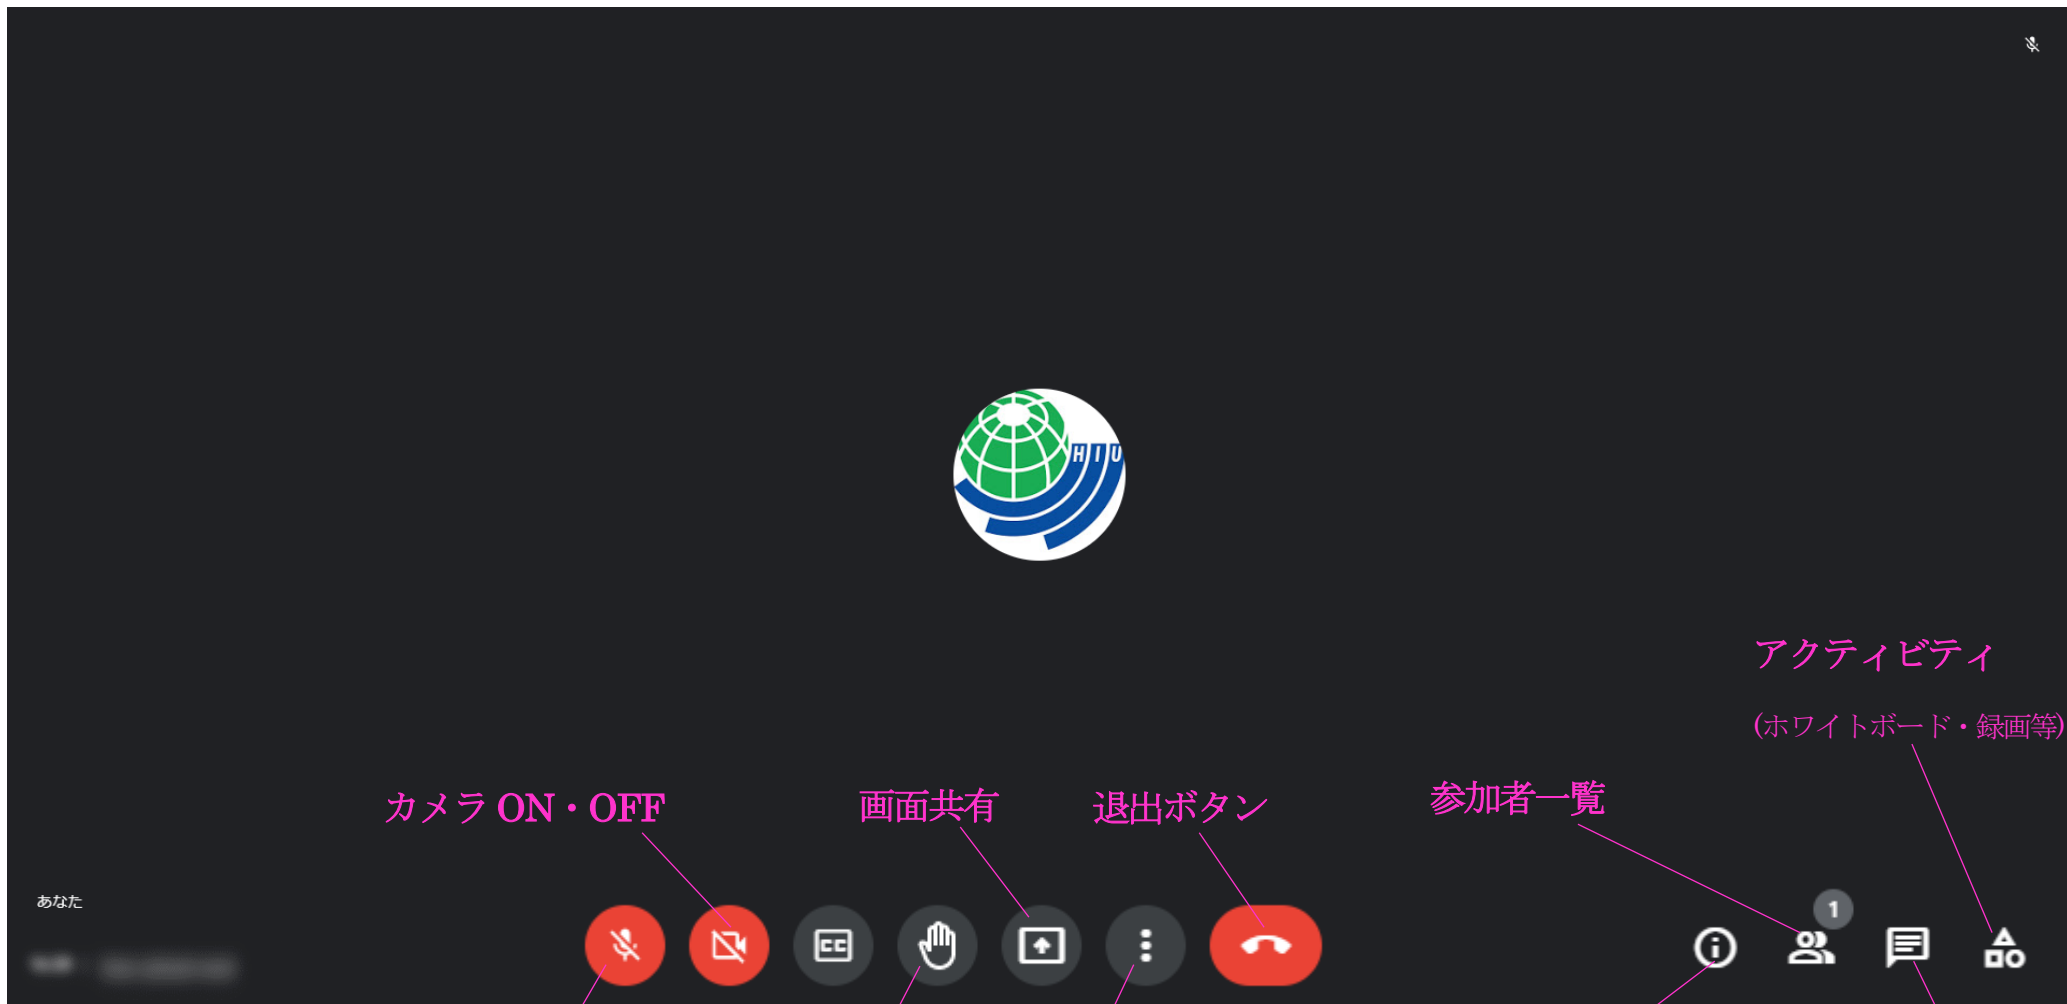 HIU
アクティビティ
(ホワイトボード・録画等)
カメラ ON・OFF
画面共有
退出ボタン
参加者一覧
あなた
1
CC